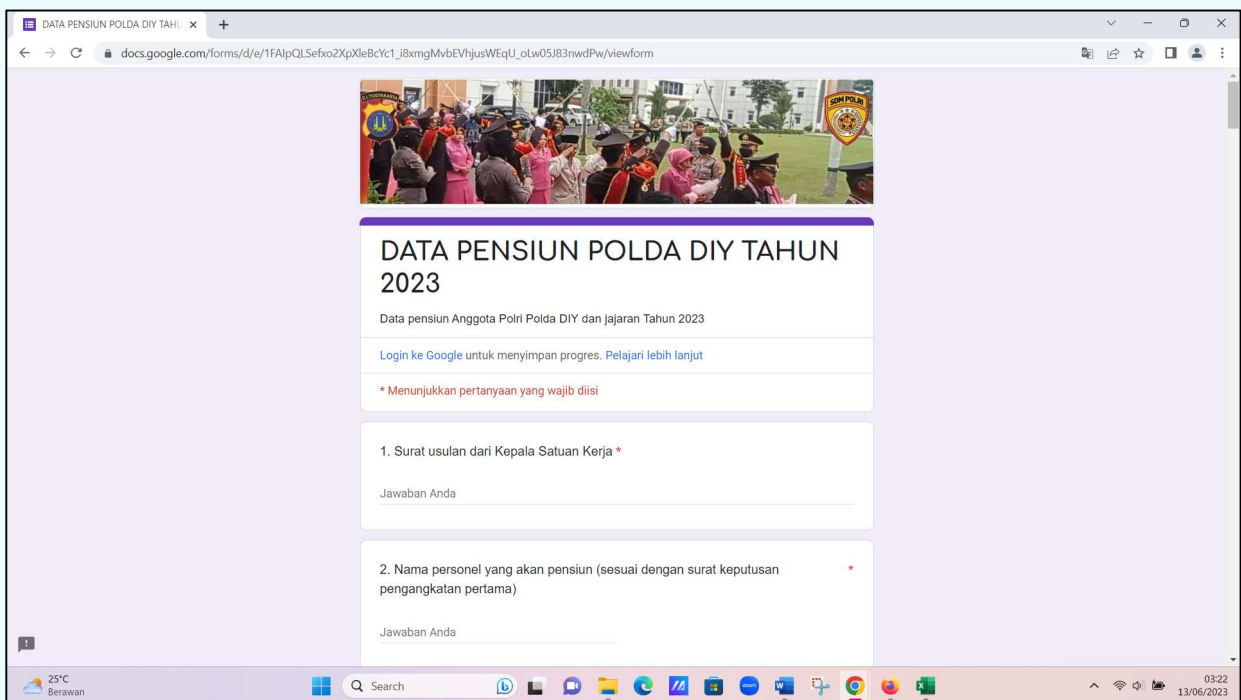 DATA PENSIUN POLDA DIY TAHU
docs.google.com/forms/d/e/1FAIpQLSefxo2XpXleBcYc1_i8xmgMvbEVhjusWEqU_oLw05J83nwdPw/viewform
D.I YOGYAKARTA
SDM POLRI
DATA PENSIUN POLDA DIY TAHUN
2023
Data pensiun Anggota Polri Polda DIY dan jajaran Tahun 2023
Login ke Google untuk menyimpan progres. Pelajari lebih lanjut
* Menunjukkan pertanyaan yang wajib diisi
1. Surat usulan dari Kepala Satuan Kerja *
Jawaban Anda
2. Nama personel yang akan pensiun (sesuai dengan surat keputusan *
pengangkatan pertama)
Jawaban Anda
25°C
Berawan
Search
zoom
03:22
13/06/2023